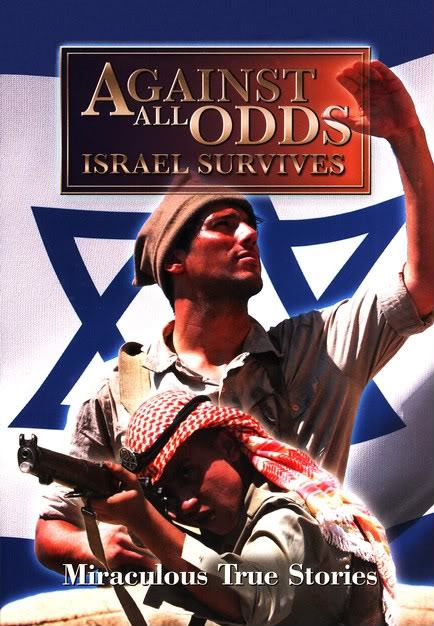 AGAINST
ALL ODDS
ISRAEL SURVIVES
Miraculous True Stories